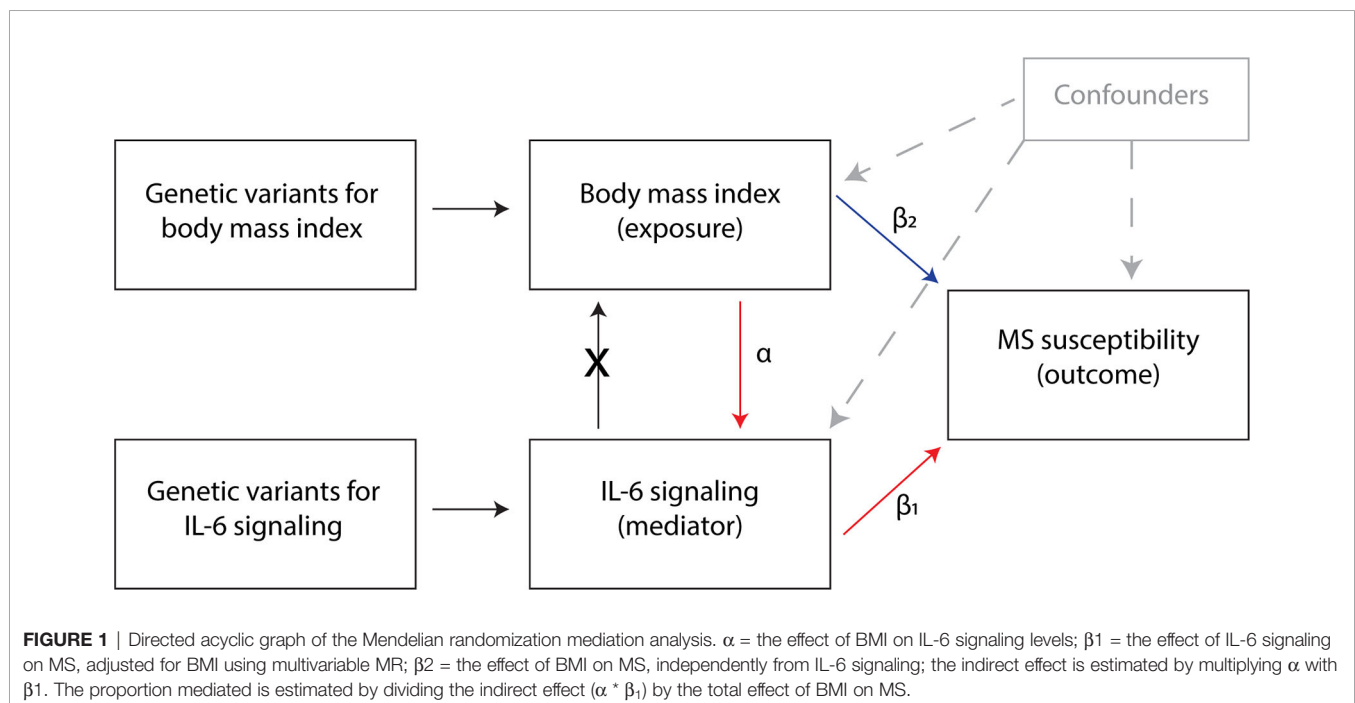 Confounders
Genetic variants for
body mass index
Body mass index
(exposure)
β₂
MS susceptibility
(outcome)
X
α
Genetic variants for
IL-6 signaling
IL-6 signaling
(mediator)
β₁
FIGURE 1 | Directed acyclic graph of the Mendelian randomization mediation analysis. α = the effect of BMI on IL-6 signaling levels; β1 = the effect of IL-6 signaling
on MS, adjusted for BMI using multivariable MR; β2 = the effect of BMI on MS, independently from IL-6 signaling; the indirect effect is estimated by multiplying α with
β1. The proportion mediated is estimated by dividing the indirect effect (α * β₁) by the total effect of BMI on MS.